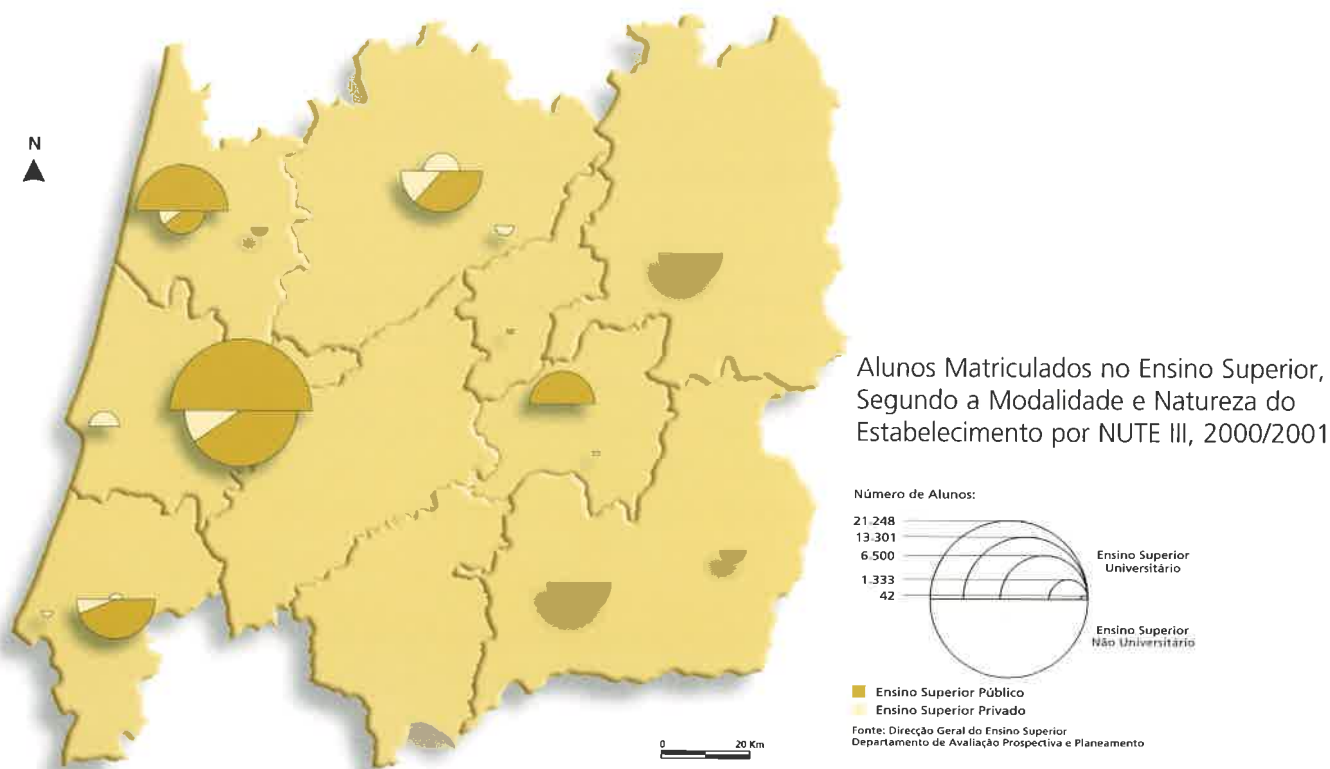 N
Alunos Matriculados no Ensino Superior,
Segundo a Modalidade e Natureza do
Estabelecimento por NUTE III, 2000/2001
Número de Alunos:
21.248
13.301
6.500
1.333
42
Ensino Superior
Universitário
Ensino Superior
Não Universitário
Ensino Superior Público
Ensino Superior Privado
Fonte: Direcção Geral do Ensino Superior
Departamento de Avaliação Prospectiva e Planeamento
0 20 Km